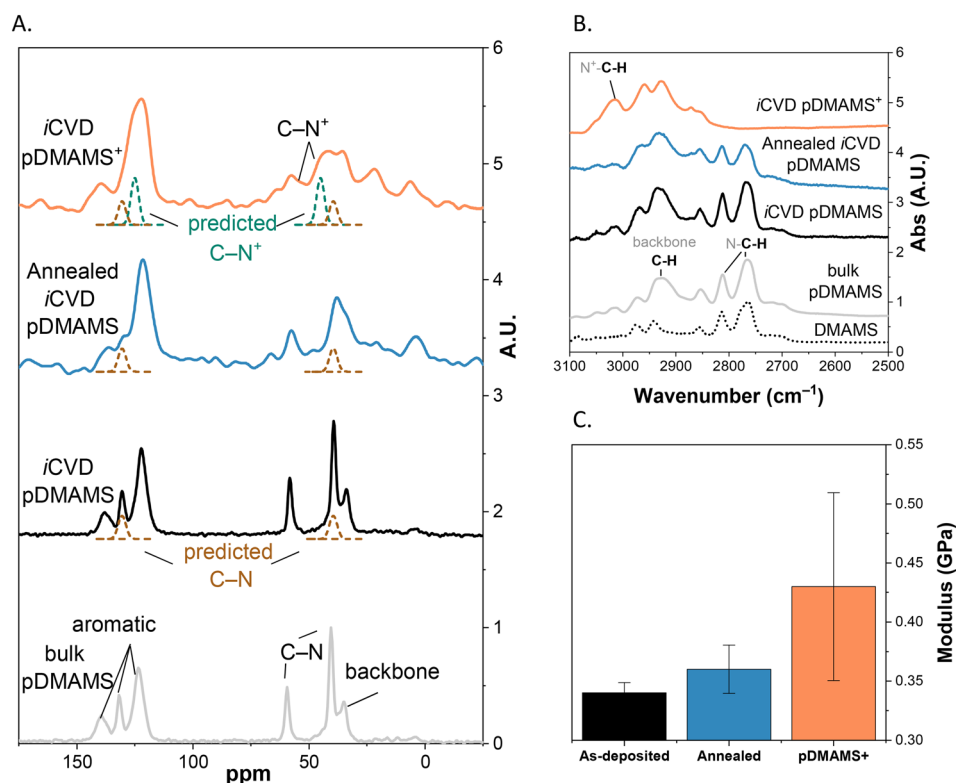 A.
iCVD
pDMAMS⁺
C–N⁺
predicted
C–N⁺
Annealed
iCVD
pDMAMS
iCVD
pDMAMS
predicted
C–N
aromatic
bulk
pDMAMS
C–N
backbone
150
100
50
0
ppm
0
1
2
3
4
5
6
A.U.
B.
N⁺-C-H
iCVD pDMAMS⁺
Annealed iCVD
pDMAMS
iCVD pDMAMS
backbone
C-H
N-C-H
bulk
pDMAMS
DMAMS
0
1
2
3
4
5
6
Abs (A.U.)
3100
3000
2900
2800
2700
2600
2500
Wavenumber (cm⁻¹)
C.
0.55
0.50
0.45
0.40
0.35
0.30
Modulus (GPa)
As-deposited
Annealed
pDMAMS+